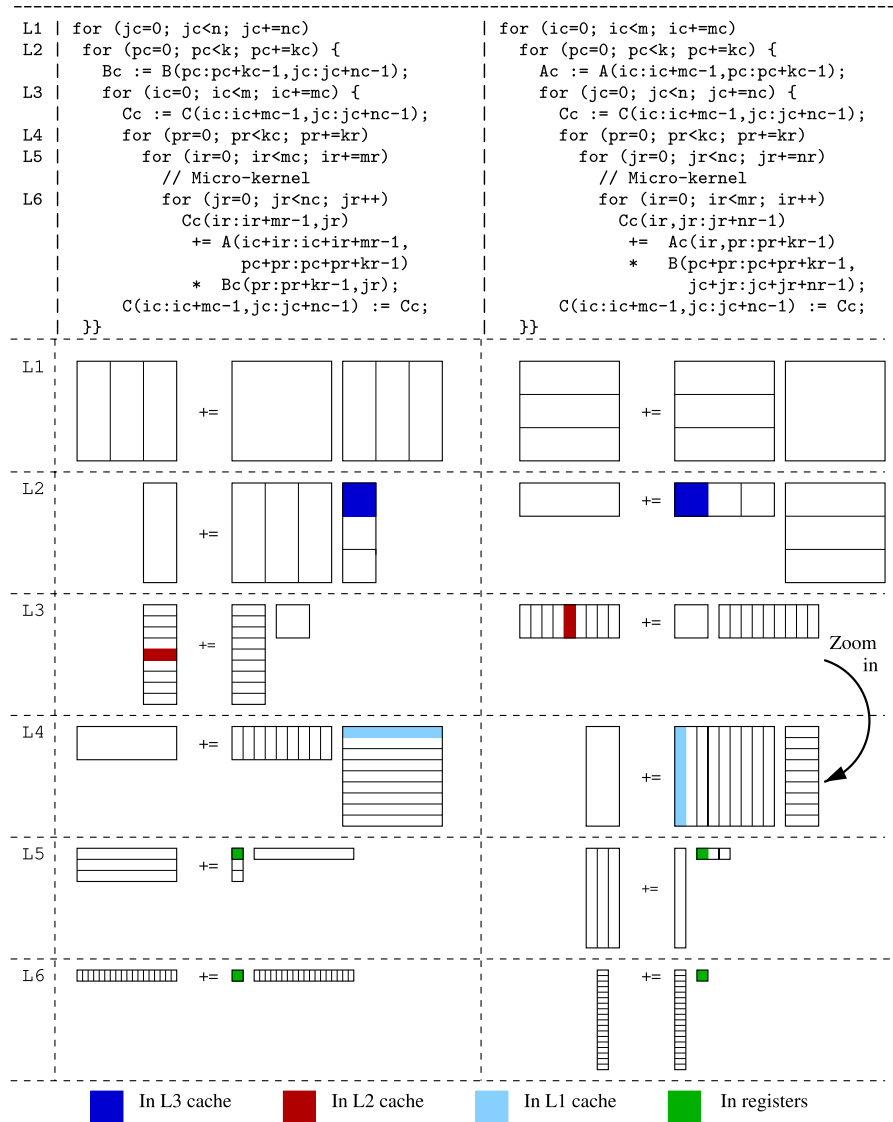 L1 | for (jc=0; jc<n; jc+=nc) | for (ic=0; ic<m; ic+=mc)
L2 | for (pc=0; pc<k; pc+=kc) { | for (pc=0; pc<k; pc+=kc) {
| Bc := B(pc:pc+kc-1,jc:jc+nc-1); | Ac := A(ic:ic+mc-1,pc:pc+kc-1);
L3 | for (ic=0; ic<m; ic+=mc) { | for (jc=0; jc<n; jc+=nc) {
| Cc := C(ic:ic+mc-1,jc:jc+nc-1); | Cc := C(ic:ic+mc-1,jc:jc+nc-1);
L4 | for (pr=0; pr<kc; pr+=kr) | for (pr=0; pr<kc; pr+=kr)
L5 | for (ir=0; ir<mc; ir+=mr) | for (jr=0; jr<nc; jr+=nr)
| // Micro-kernel | // Micro-kernel
L6 | for (jr=0; jr<nc; jr++) | for (ir=0; ir<mr; ir++)
| Cc(ir:ir+mr-1,jr) | Cc(ir,jr:jr+nr-1)
| += A(ic+ir:ic+ir+mr-1, | += Ac(ir,pr:pr+kr-1)
| pc+pr:pc+pr+kr-1) | * B(pc+pr:pc+pr+kr-1,
| * Bc(pr:pr+kr-1,jr); | jc+jr:jc+jr+nr-1);
| C(ic:ic+mc-1,jc:jc+nc-1) := Cc; | C(ic:ic+mc-1,jc:jc+nc-1) := Cc;
| }} | }}
L1
+= +=
L2
+= +=
L3
+= +=
Zoom
in
L4
+= +=
L5
+= +=
L6
+= +=
In L3 cache In L2 cache In L1 cache In registers